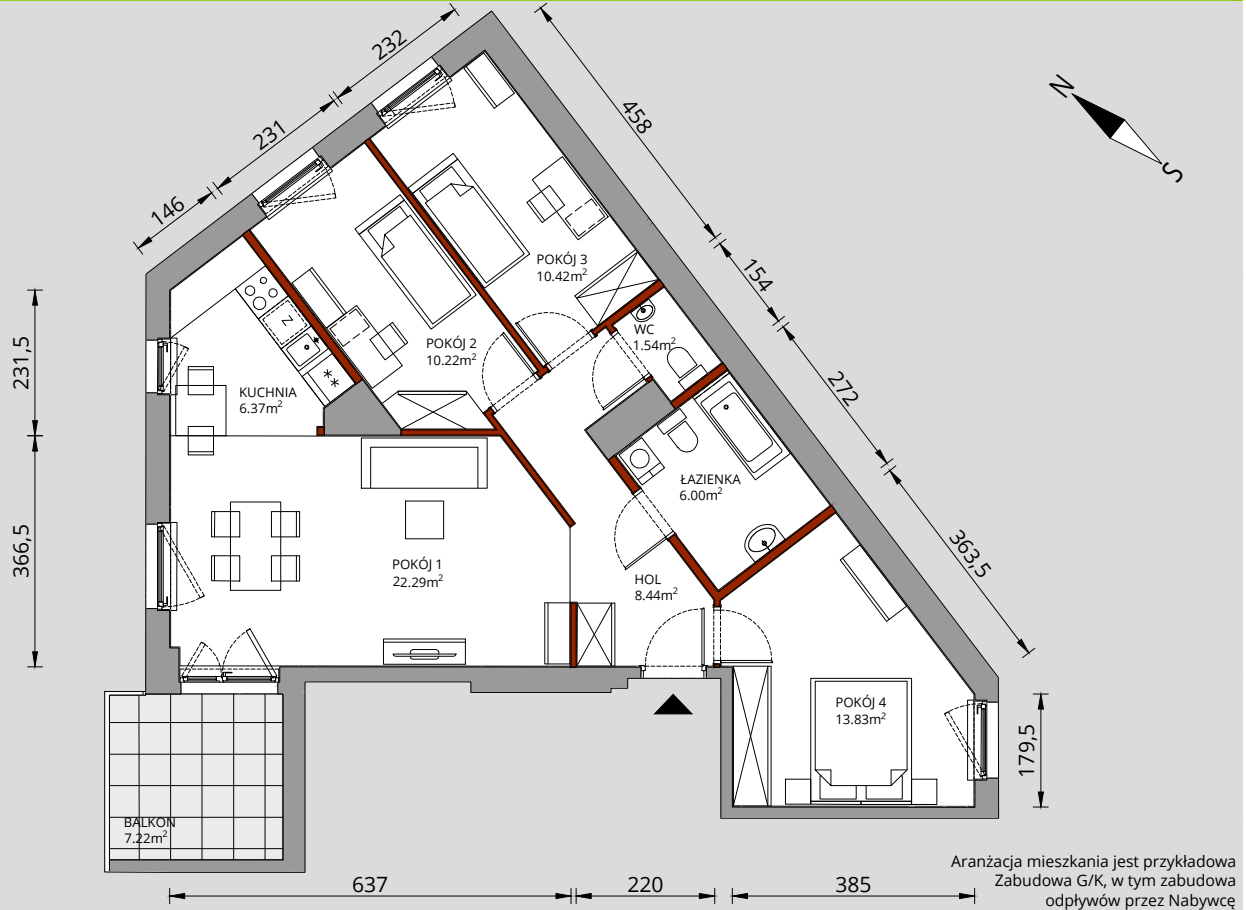 232
231
146
458
154
272
363,5
N
S
231,5
366,5
179,5
637
220
385
POKÓJ 3
10.42m²
WC
1.54m²
POKÓJ 2
10.22m²
Z
**
KUCHNIA
6.37m²
ŁAZIENKA
6.00m²
POKÓJ 1
22.29m²
HOL
8.44m²
POKÓJ 4
13.83m²
BALKON
7.22m²
Aranżacja mieszkania jest przykładowa
Zabudowa G/K, w tym zabudowa
odpływów przez Nabywcę